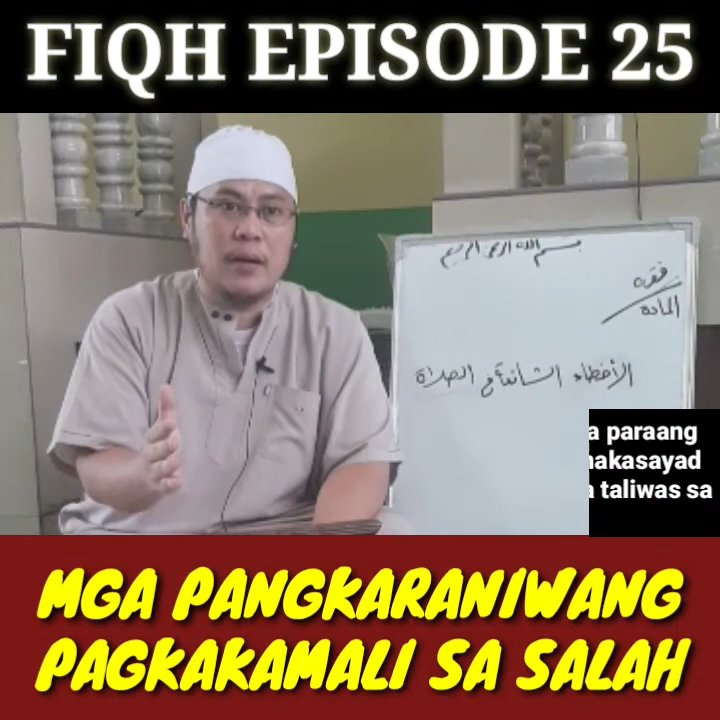 FIQH EPISODE 25
بسم الله الرحمن الرحيم
فقه
المادة
الأخطاء الشائعة في الصلاة
a paraang
nakasayad
a taliwas sa
MGA PANGKARANIWANG
PAGKAKAMALI SA SALAH